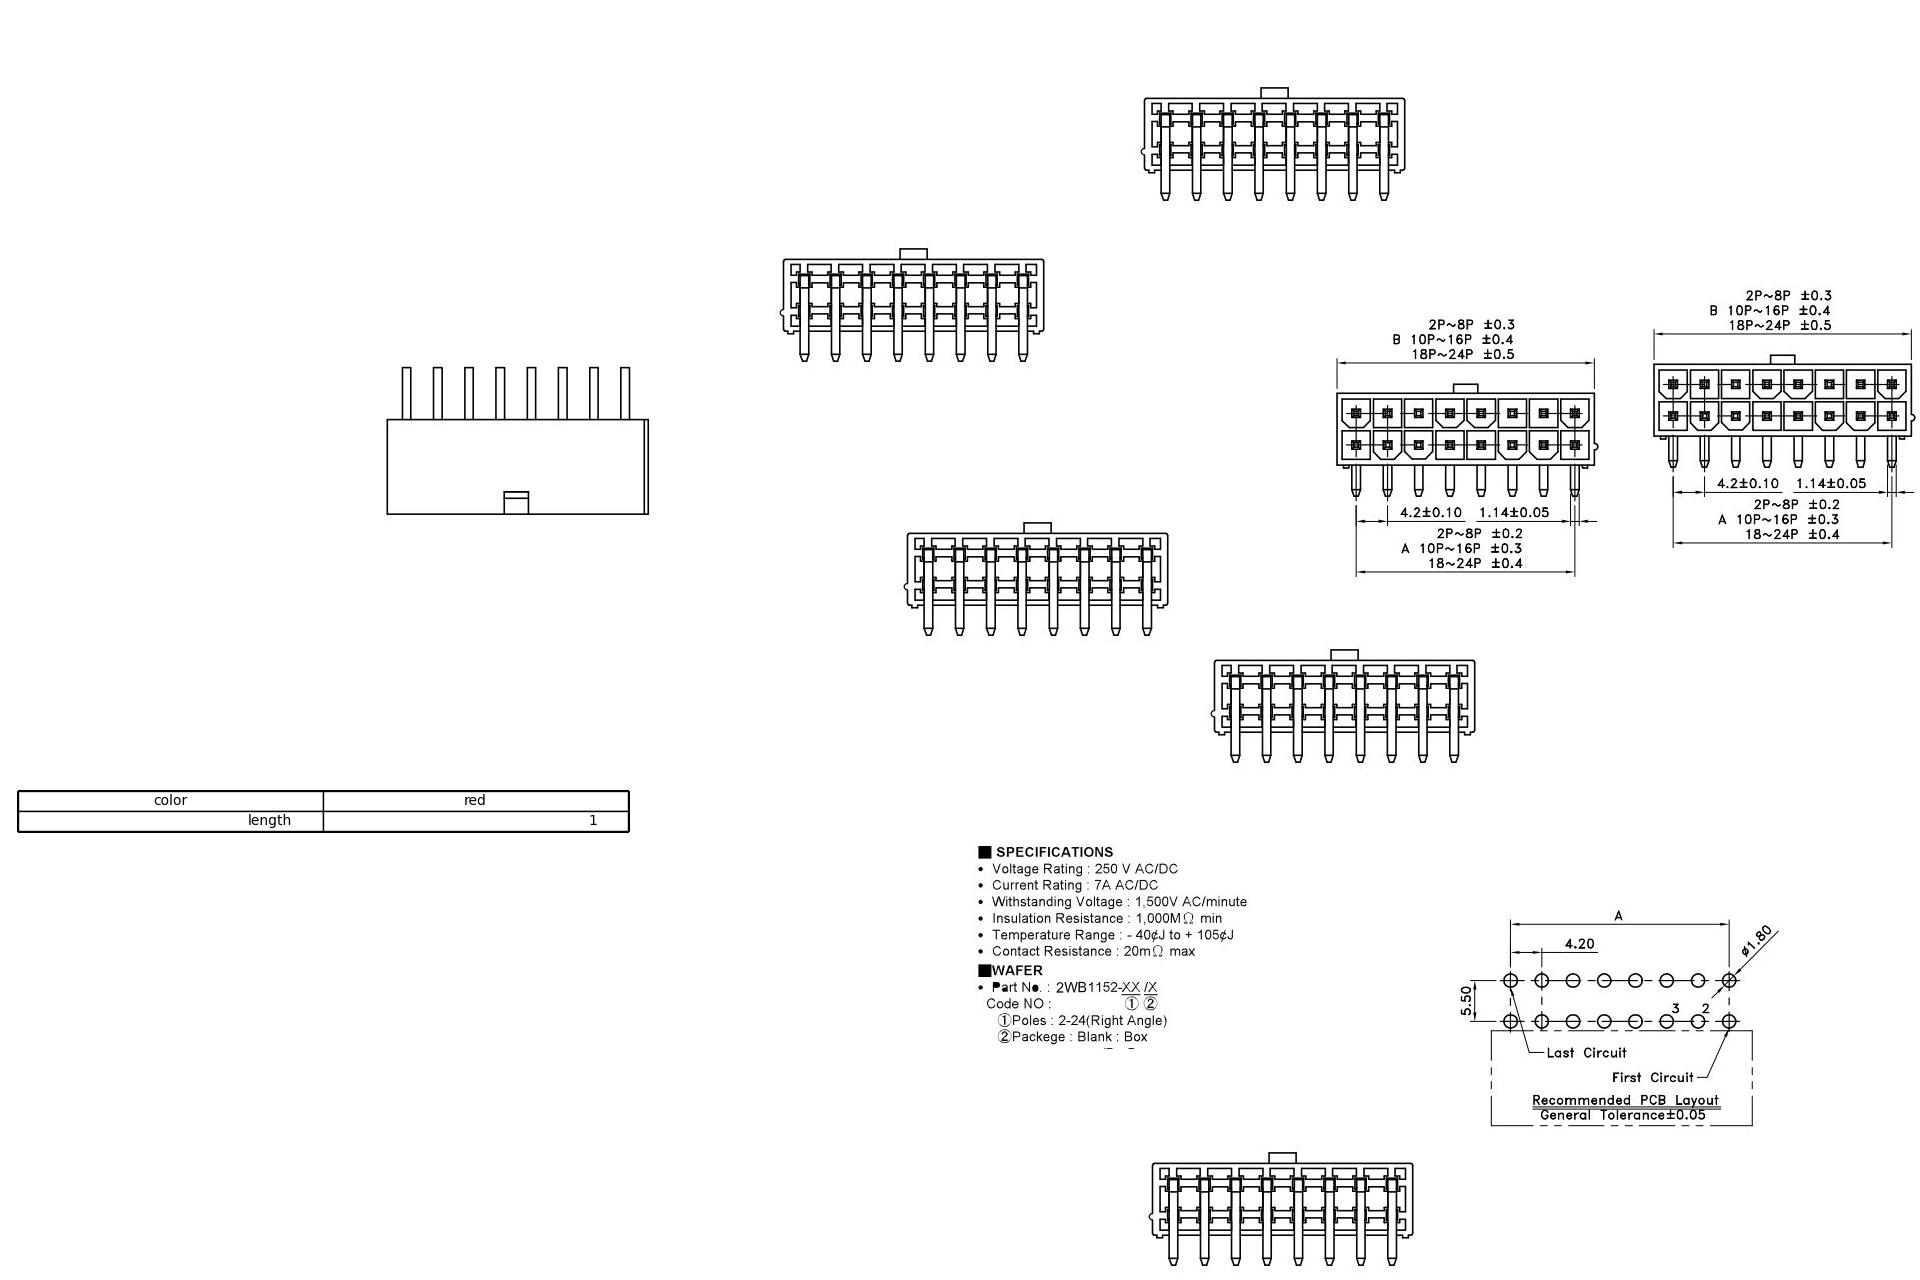 2P~8P ±0.3
B 10P~16P ±0.4
18P~24P ±0.5
4.2±0.10 1.14±0.05
2P~8P ±0.2
A 10P~16P ±0.3
18~24P ±0.4
2P~8P ±0.3
B 10P~16P ±0.4
18P~24P ±0.5
4.2±0.10 1.14±0.05
2P~8P ±0.2
A 10P~16P ±0.3
18~24P ±0.4
color red
length 1
■ SPECIFICATIONS
• Voltage Rating : 250 V AC/DC
• Current Rating : 7A AC/DC
• Withstanding Voltage : 1,500V AC/minute
• Insulation Resistance : 1,000MΩ min
• Temperature Range : - 40¢J to + 105¢J
• Contact Resistance : 20mΩ max
■WAFER
• Part No. : 2WB1152-XX /X
Code NO : ① ②
①Poles : 2-24(Right Angle)
②Packege : Blank : Box
A
4.20
ø1.80
5.50
3 2
Last Circuit
First Circuit
Recommended PCB Layout
General Tolerance±0.05